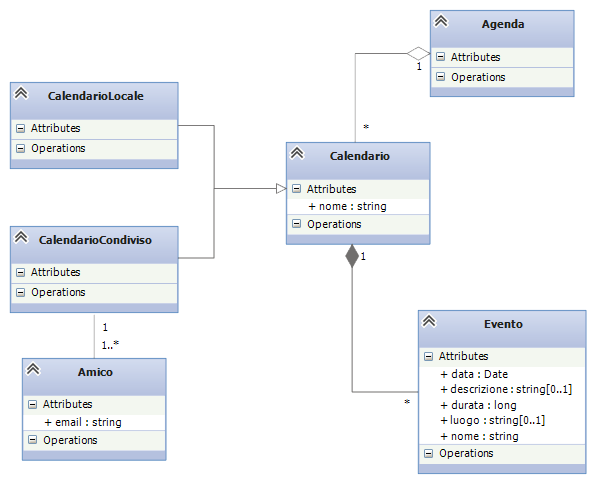 Agenda
Attributes
Operations
1
*
CalendarioLocale
Attributes
Operations
Calendario
Attributes
+ nome : string
Operations
1
CalendarioCondiviso
Attributes
Operations
1
1..*
Amico
Attributes
+ email : string
Operations
Evento
Attributes
+ data : Date
+ descrizione : string[0..1]
+ durata : long
+ luogo : string[0..1]
+ nome : string
Operations
*